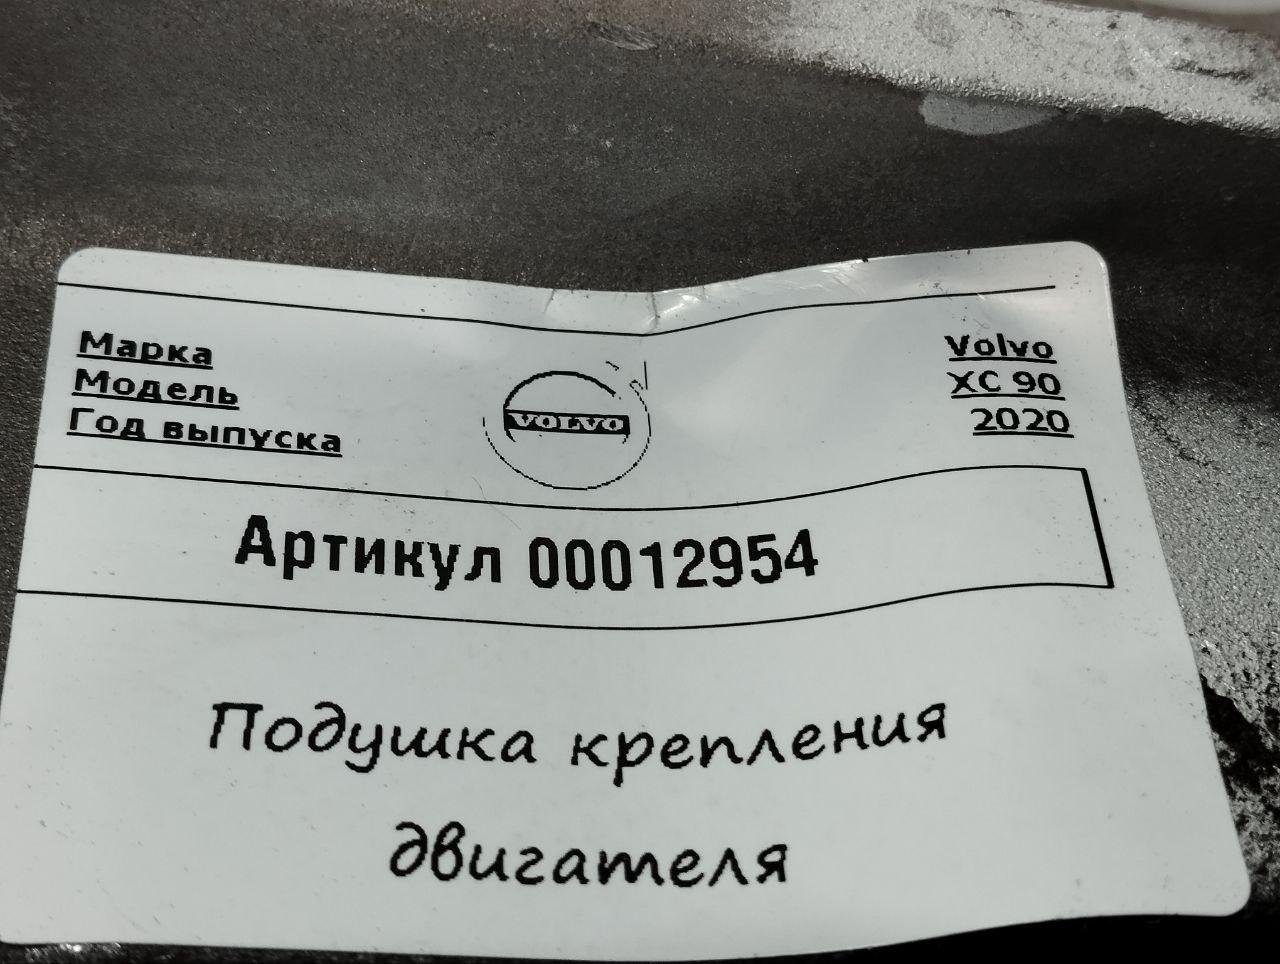 Марка Volvo
Модель XC 90
Год выпуска 2020
VOLVO
Артикул 00012954
Подушка крепления
двигателя